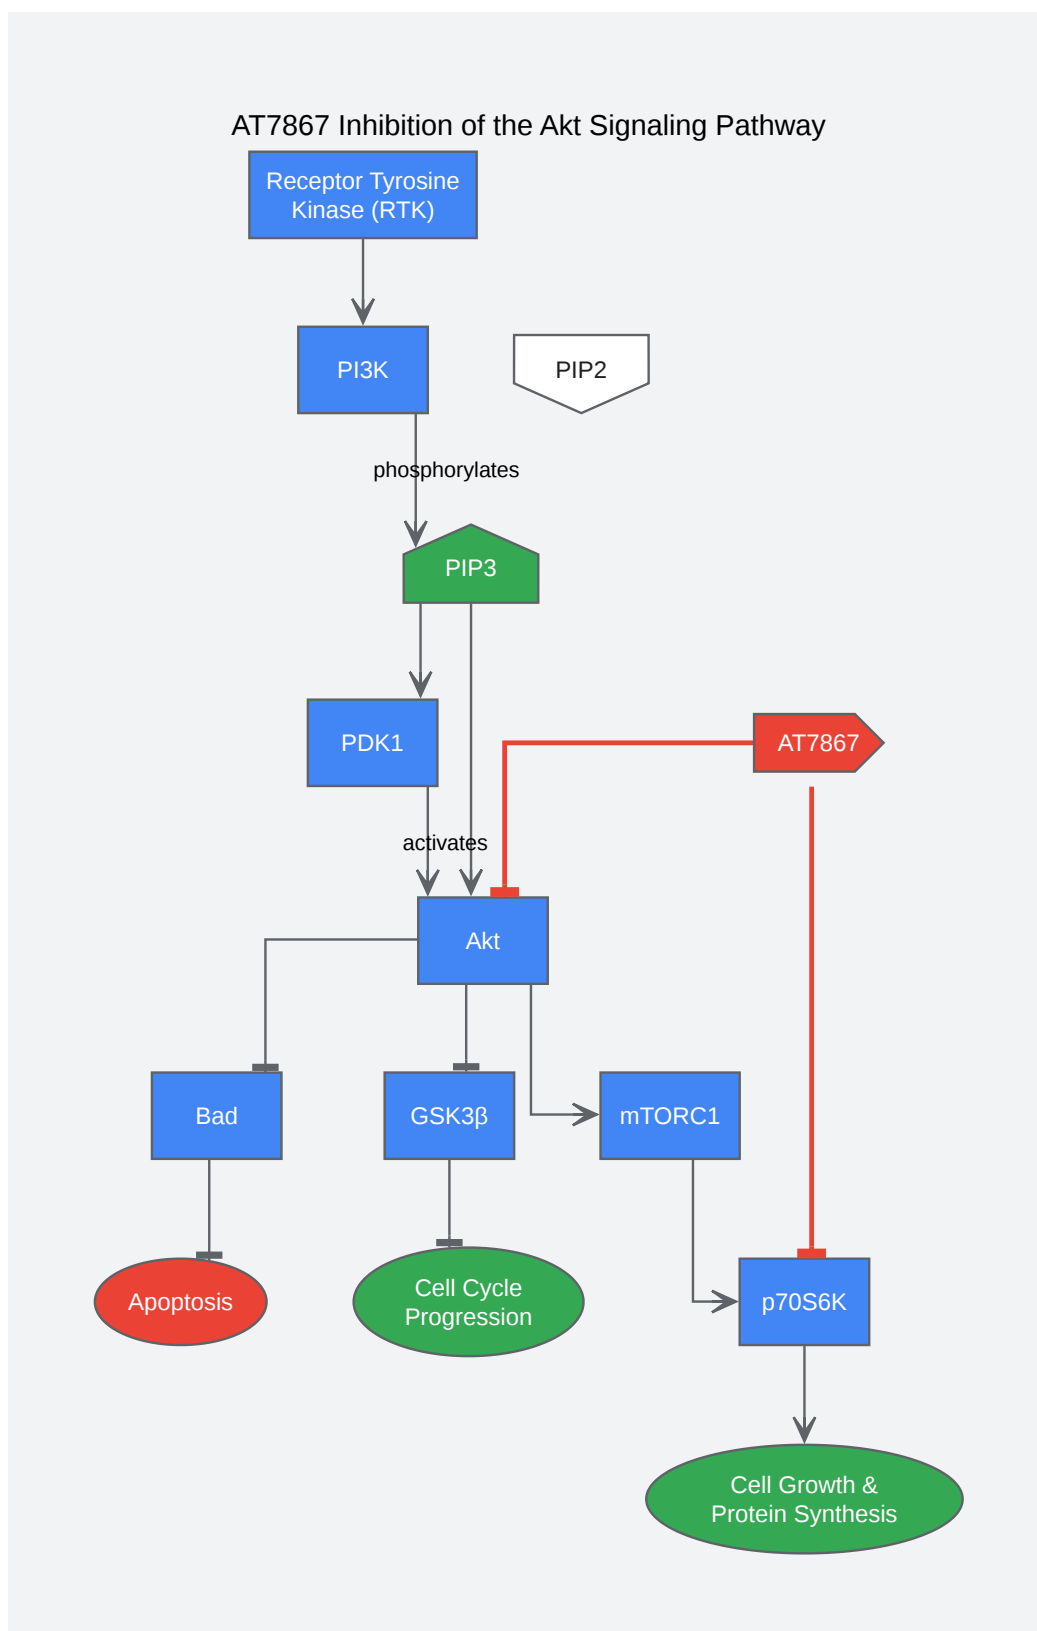 AT7867 Inhibition of the Akt Signaling Pathway
Receptor Tyrosine
Kinase (RTK)
PI3K
PIP2
phosphorylates
PIP3
PDK1
AT7867
activates
Akt
Bad
GSK3β
mTORC1
Apoptosis
Cell Cycle
Progression
p70S6K
Cell Growth &
Protein Synthesis